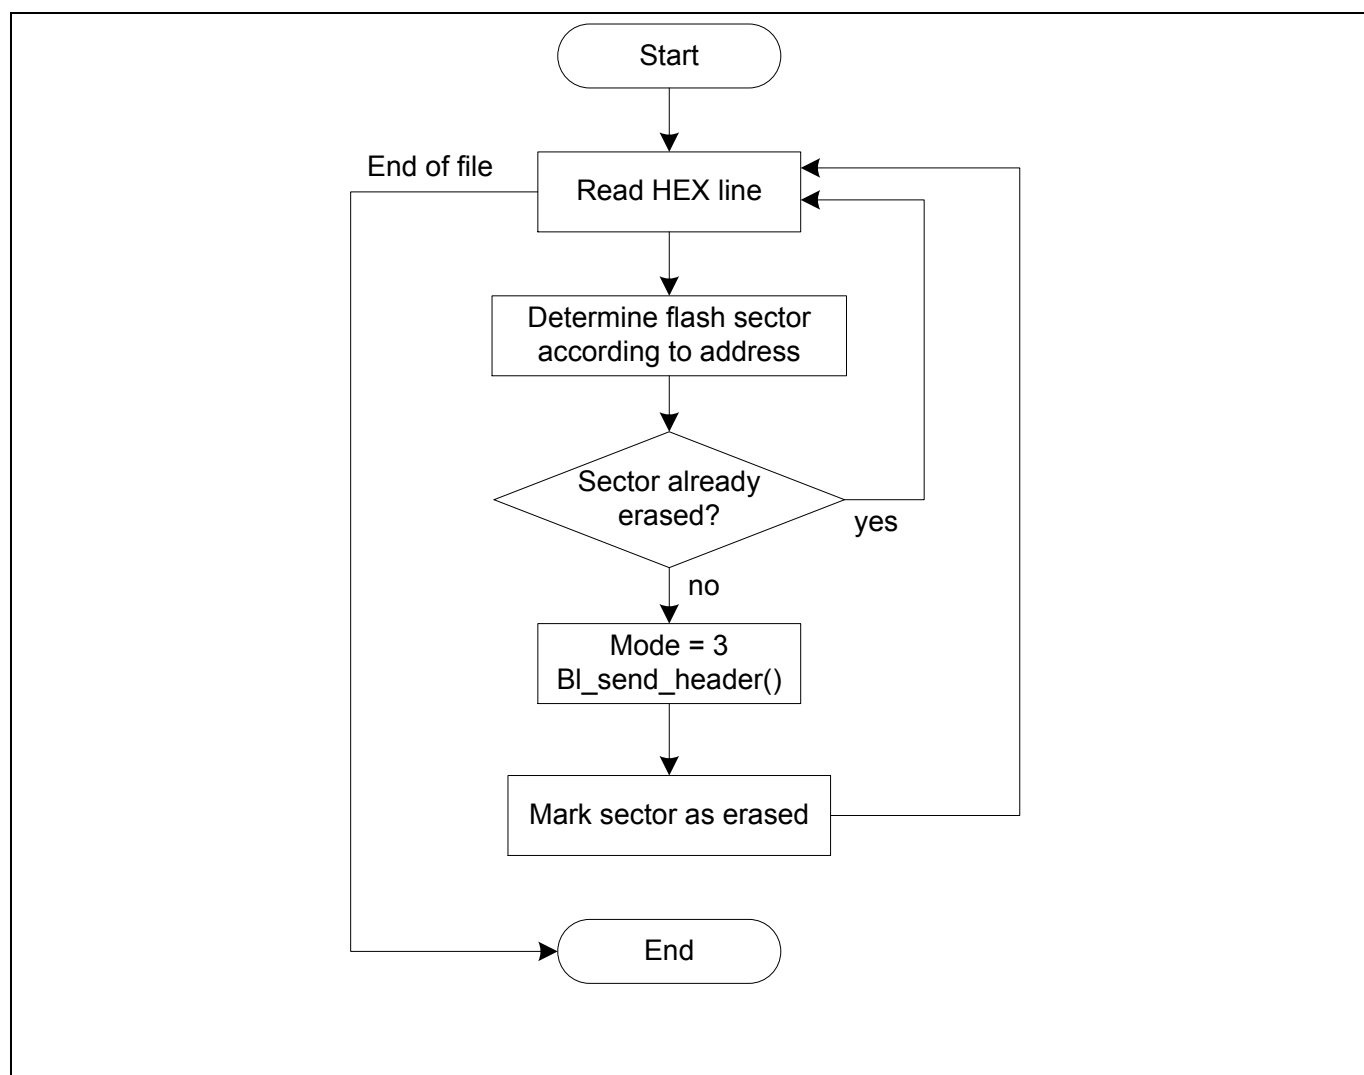 Start
End of file
Read HEX line
Determine flash sector
according to address
Sector already
erased?
yes
no
Mode = 3
Bl_send_header()
Mark sector as erased
End